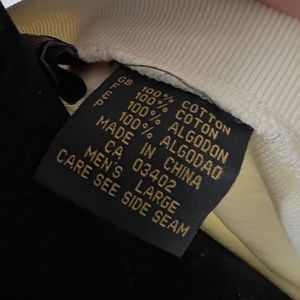 GB 100% COTTON
F 100% COTON
E 100% ALGODON
P 100% ALGODAO
MADE IN CHINA
CA 03402
MEN'S LARGE
CARE SEE SIDE SEAM